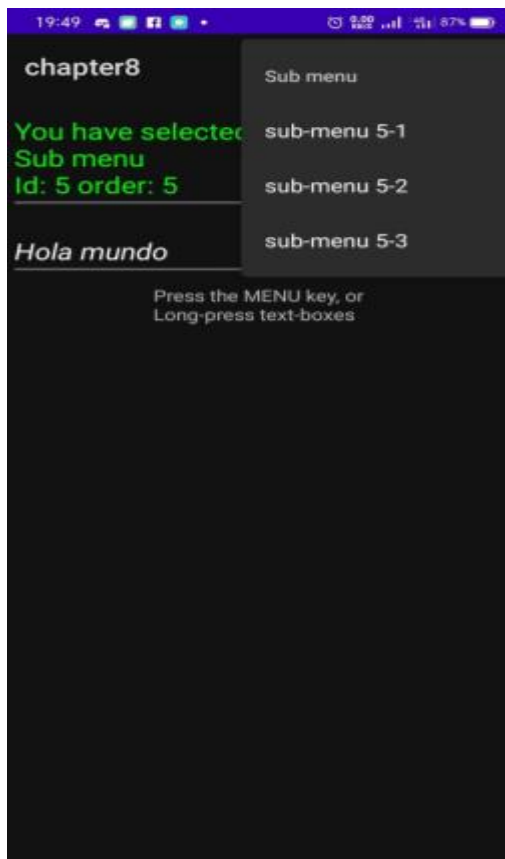 19:49
87%
chapter8
Sub menu
sub-menu 5-1
sub-menu 5-2
sub-menu 5-3
You have selected
Sub menu
Id: 5 order: 5
Hola mundo
Press the MENU key, or
Long-press text-boxes